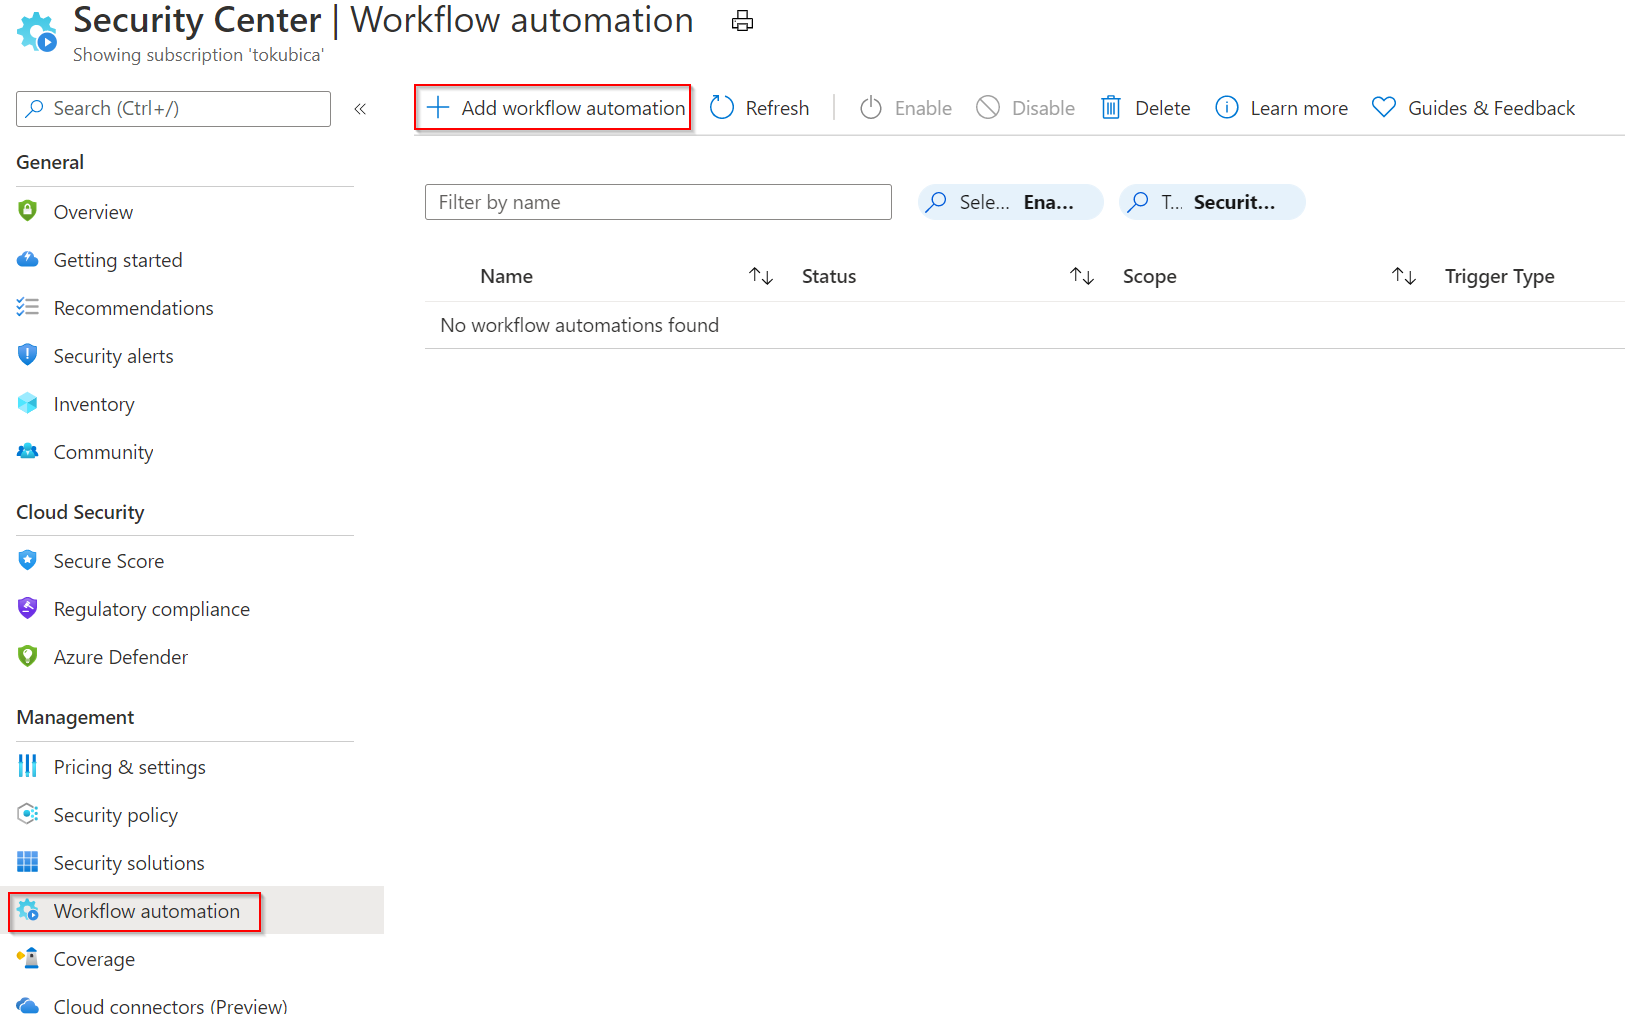 Security Center | Workflow automation
Showing subscription 'tokubica'
Search (Ctrl+/)
«
Add workflow automation
Refresh
Enable
Disable
Delete
Learn more
Guides & Feedback
General
Overview
Getting started
Recommendations
Security alerts
Inventory
Community
Cloud Security
Secure Score
Regulatory compliance
Azure Defender
Management
Pricing & settings
Security policy
Security solutions
Workflow automation
Coverage
Cloud connectors (Preview)
Filter by name
Sele... Ena...
T... Securit...
Name
Status
Scope
Trigger Type
No workflow automations found